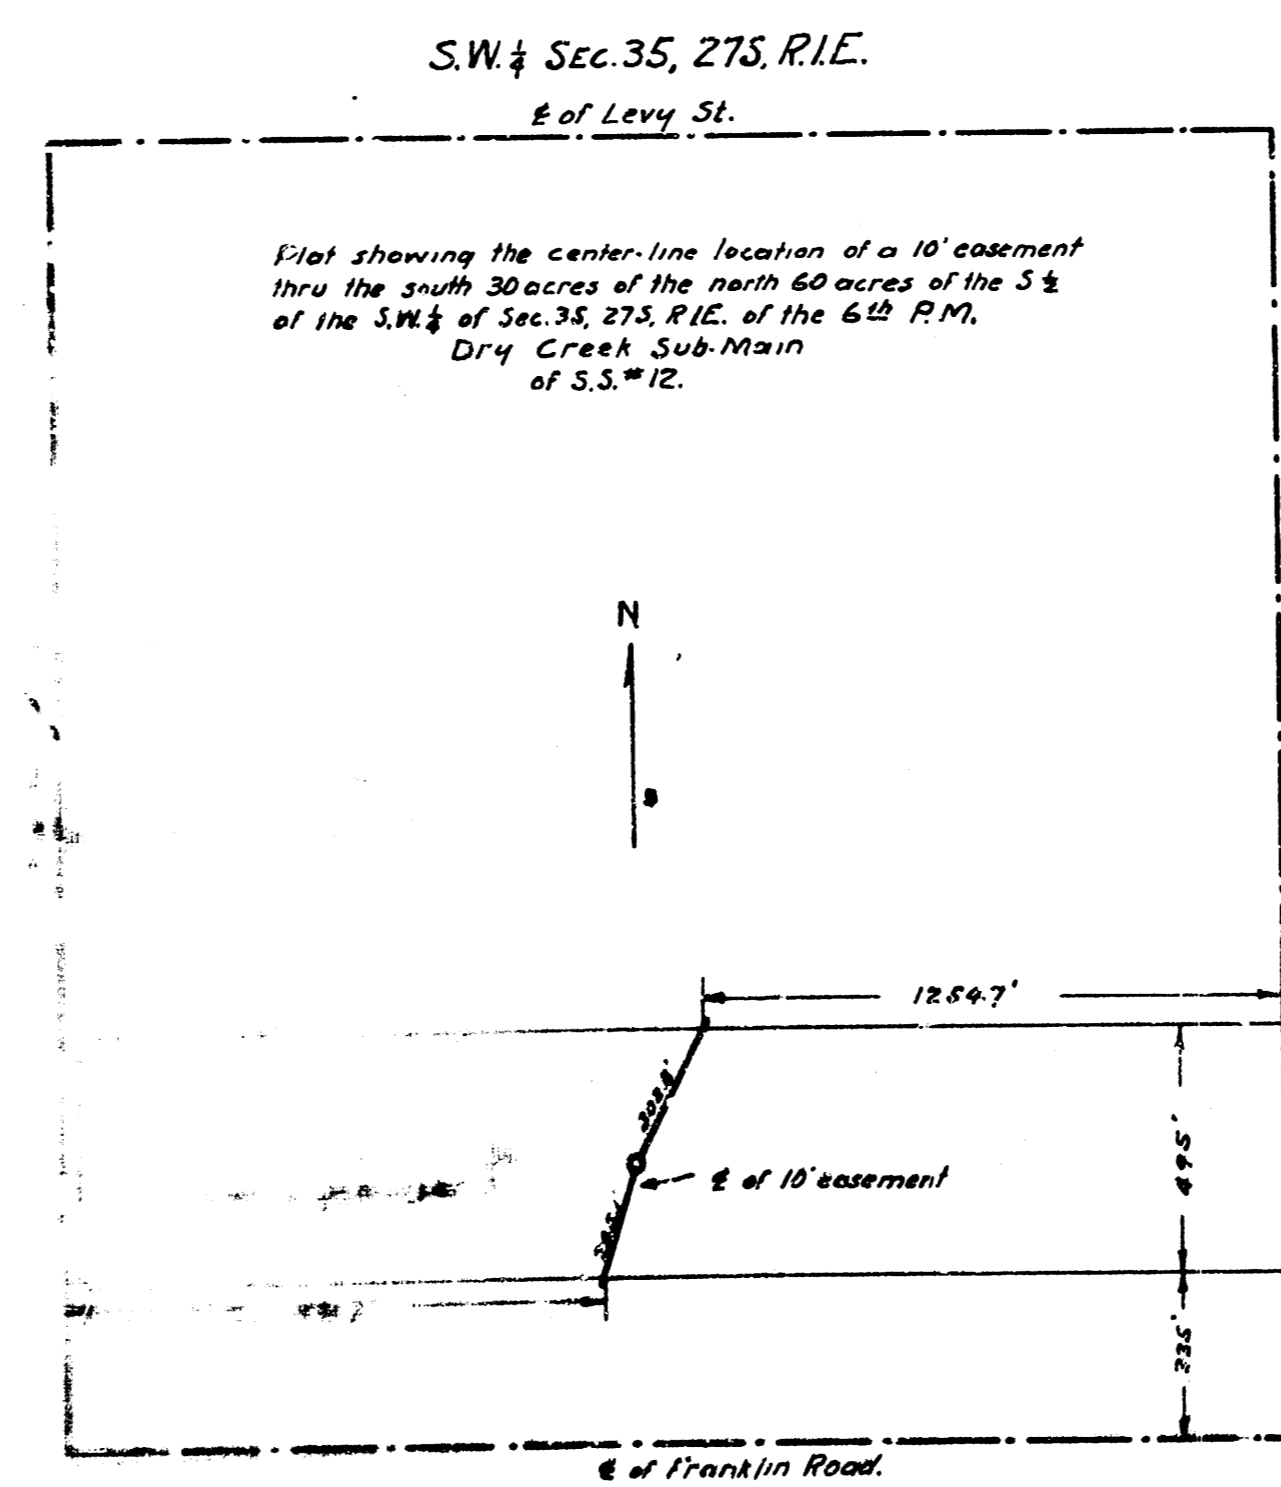 S.W.¼ SEC.35, 27S, R.1.E.
℄ of Levy St.
Plat showing the center-line location of a 10' easement
thru the south 30 acres of the north 60 acres of the S ½
of the S.W.¼ of Sec.35, 27S, R1E. of the 6th P.M.
Dry Creek Sub-Main
of S.S.#12.
N
1254.7'
495'
℄ of 10' easement
235'
℄ of Franklin Road.